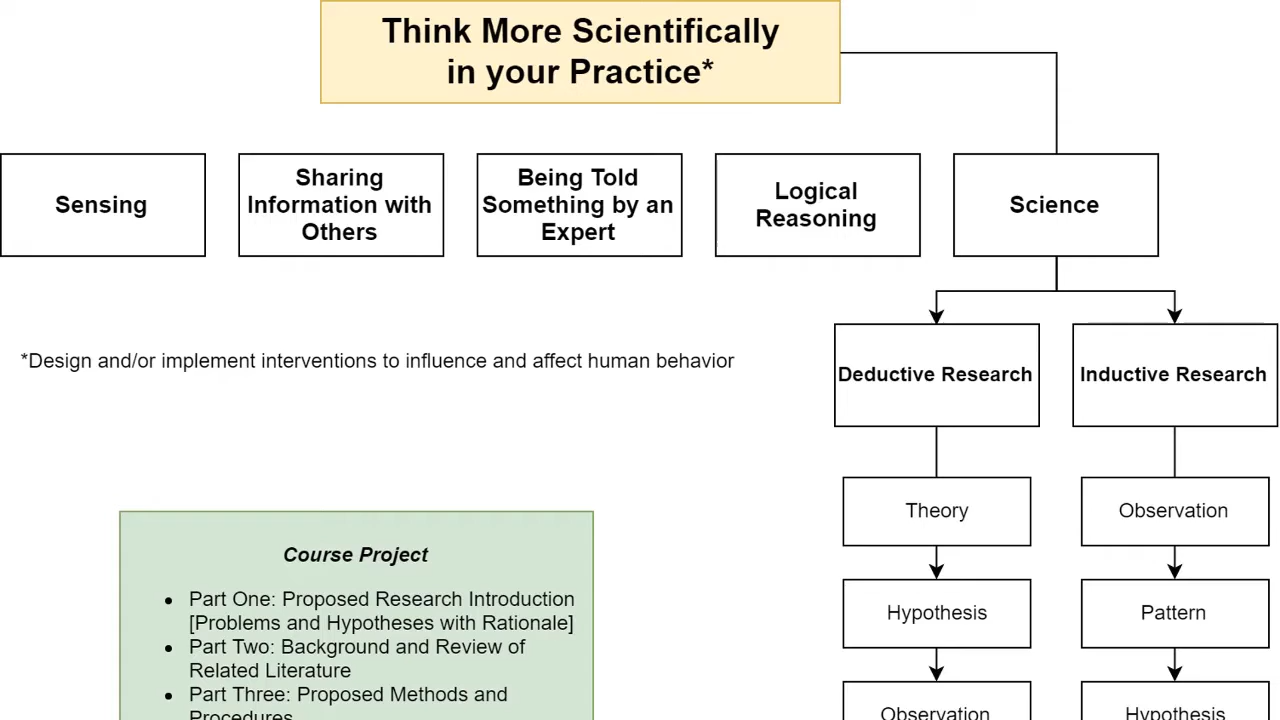 Think More Scientifically
in your Practice*
Sensing
Sharing
Information with
Others
Being Told
Something by an
Expert
Logical
Reasoning
Science
*Design and/or implement interventions to influence and affect human behavior
Deductive Research
Inductive Research
Theory
Observation
Hypothesis
Pattern
Observation
Hypothesis
Course Project
• Part One: Proposed Research Introduction
[Problems and Hypotheses with Rationale]
• Part Two: Background and Review of
Related Literature
• Part Three: Proposed Methods and
Procedures